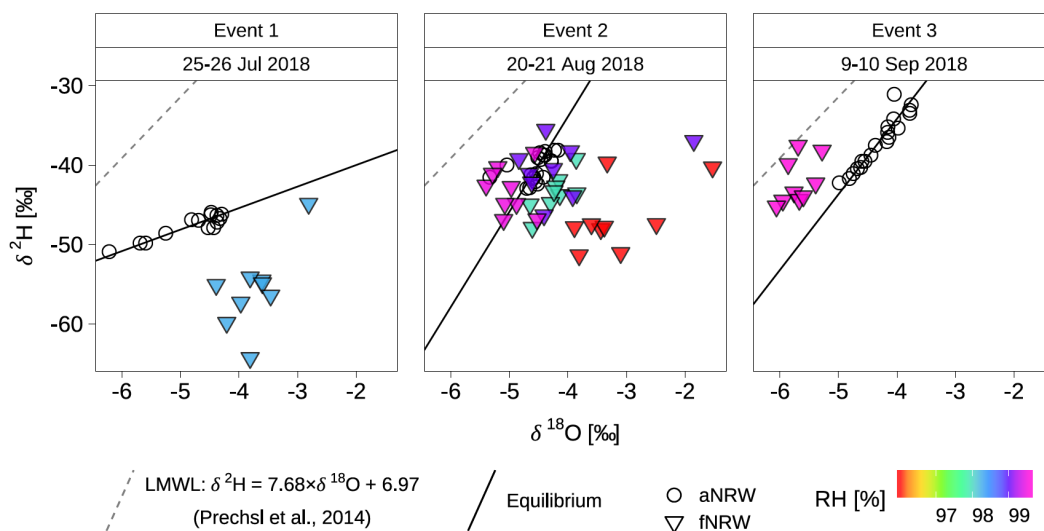 Event 1
Event 2
Event 3
25-26 Jul 2018
20-21 Aug 2018
9-10 Sep 2018
-30
-40
-50
-60
δ ²H [‰]
-6 -5 -4 -3 -2
-6 -5 -4 -3 -2
-6 -5 -4 -3 -2
δ ¹⁸O [‰]
LMWL: δ ²H = 7.68×δ ¹⁸O + 6.97
(Prechsl et al., 2014)
Equilibrium
aNRW
fNRW
RH [%]
97 98 99